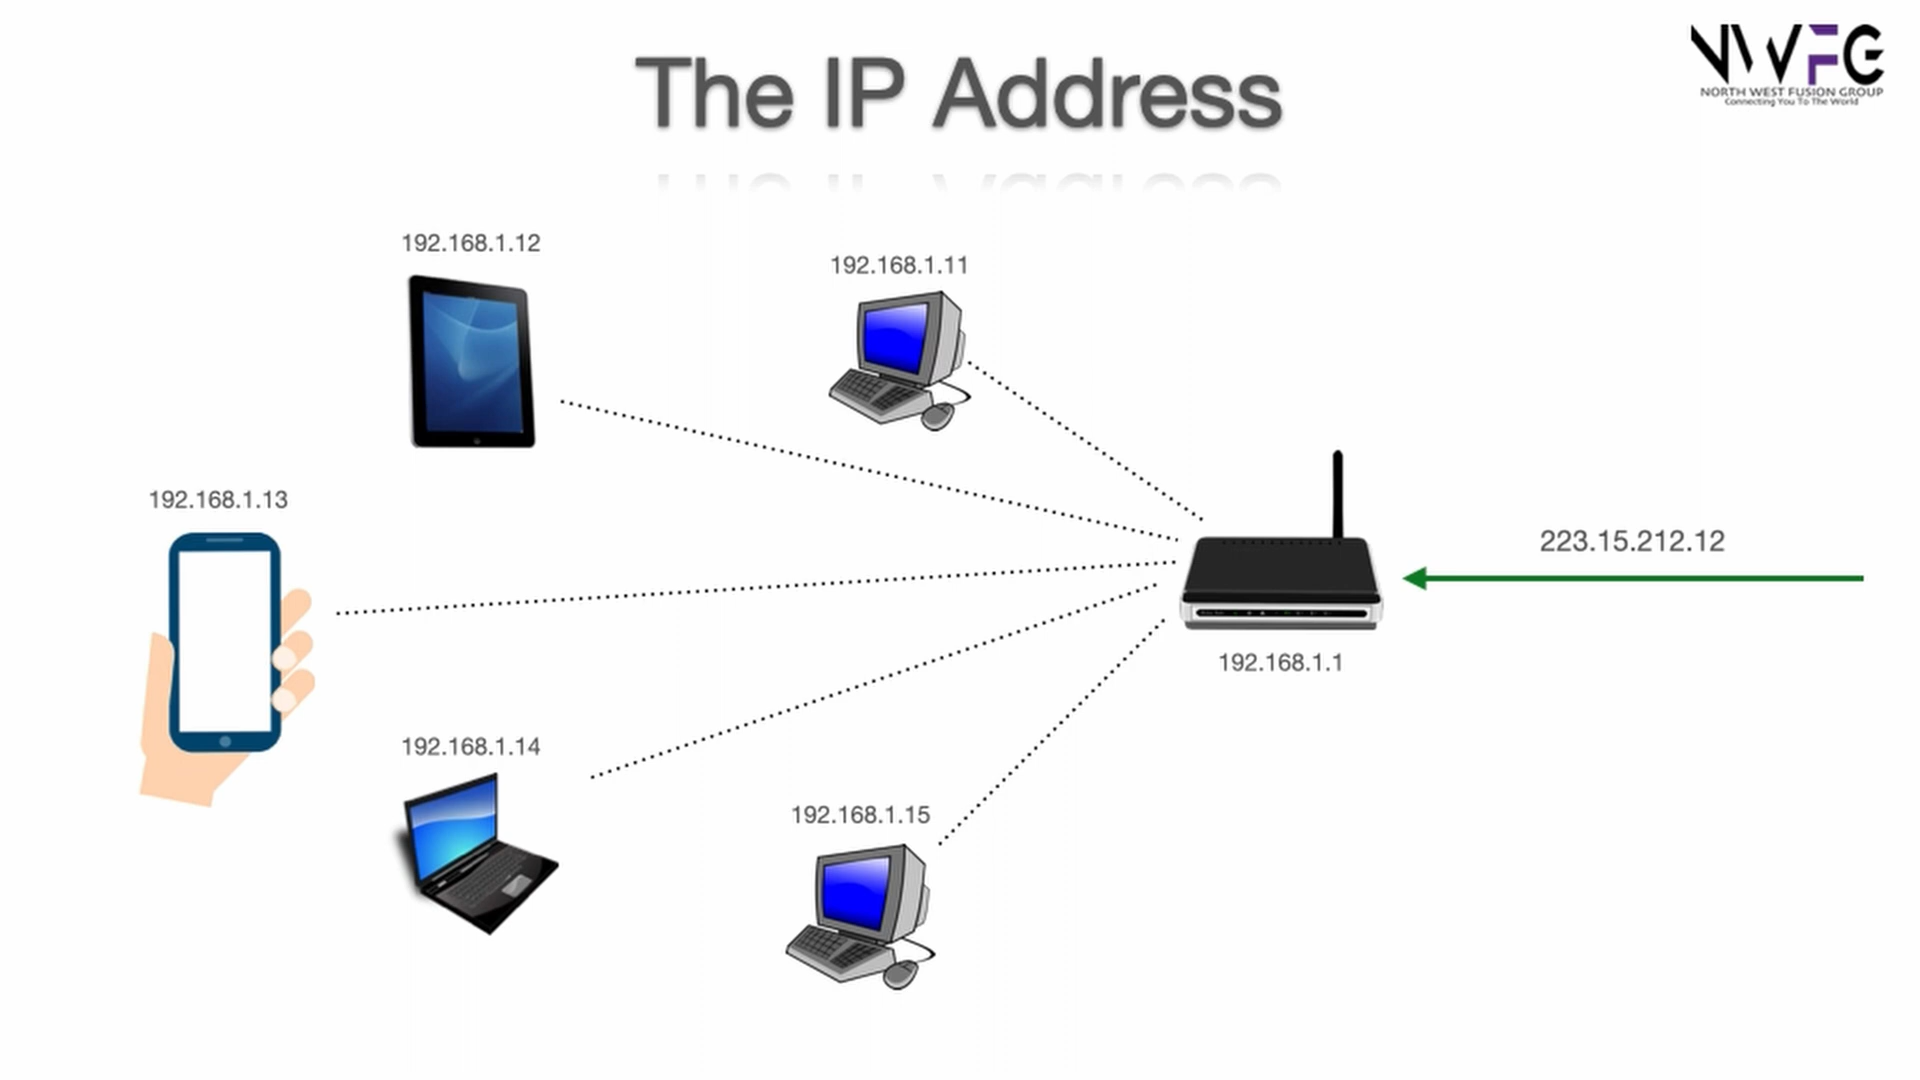 The IP Address
NWFG
NORTH WEST FUSION GROUP
Connecting You To The World
192.168.1.12
192.168.1.11
192.168.1.13
223.15.212.12
192.168.1.1
192.168.1.14
192.168.1.15